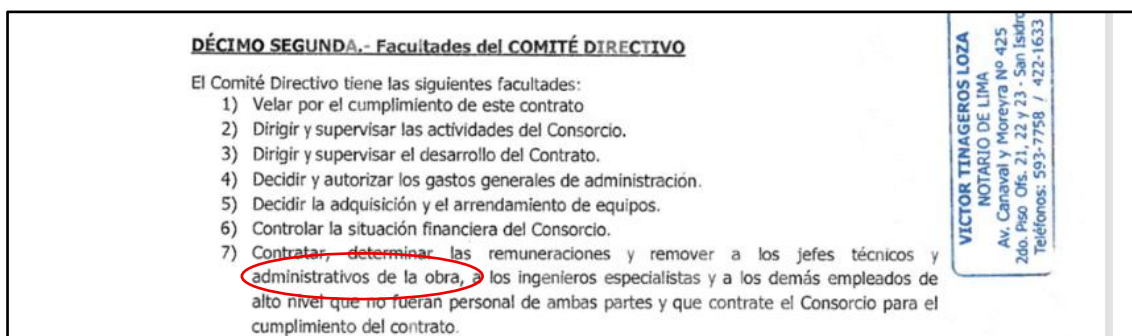 DÉCIMO SEGUNDA.- Facultades del COMITÉ DIRECTIVO
El Comité Directivo tiene las siguientes facultades:
1) Velar por el cumplimiento de este contrato
2) Dirigir y supervisar las actividades del Consorcio.
3) Dirigir y supervisar el desarrollo del Contrato.
4) Decidir y autorizar los gastos generales de administración.
5) Decidir la adquisición y el arrendamiento de equipos.
6) Controlar la situación financiera del Consorcio.
7) Contratar, determinar las remuneraciones y remover a los jefes técnicos y
administrativos de la obra, a los ingenieros especialistas y a los demás empleados de
alto nivel que no fueran personal de ambas partes y que contrate el Consorcio para el
cumplimiento del contrato.
VICTOR TINAGEROS LOZA
NOTARIO DE LIMA
Av. Canaval y Moreyra Nº 425
2do. Piso Ofs. 21, 22 y 23 - San Isidro
Teléfonos: 593-7758 / 422-1633